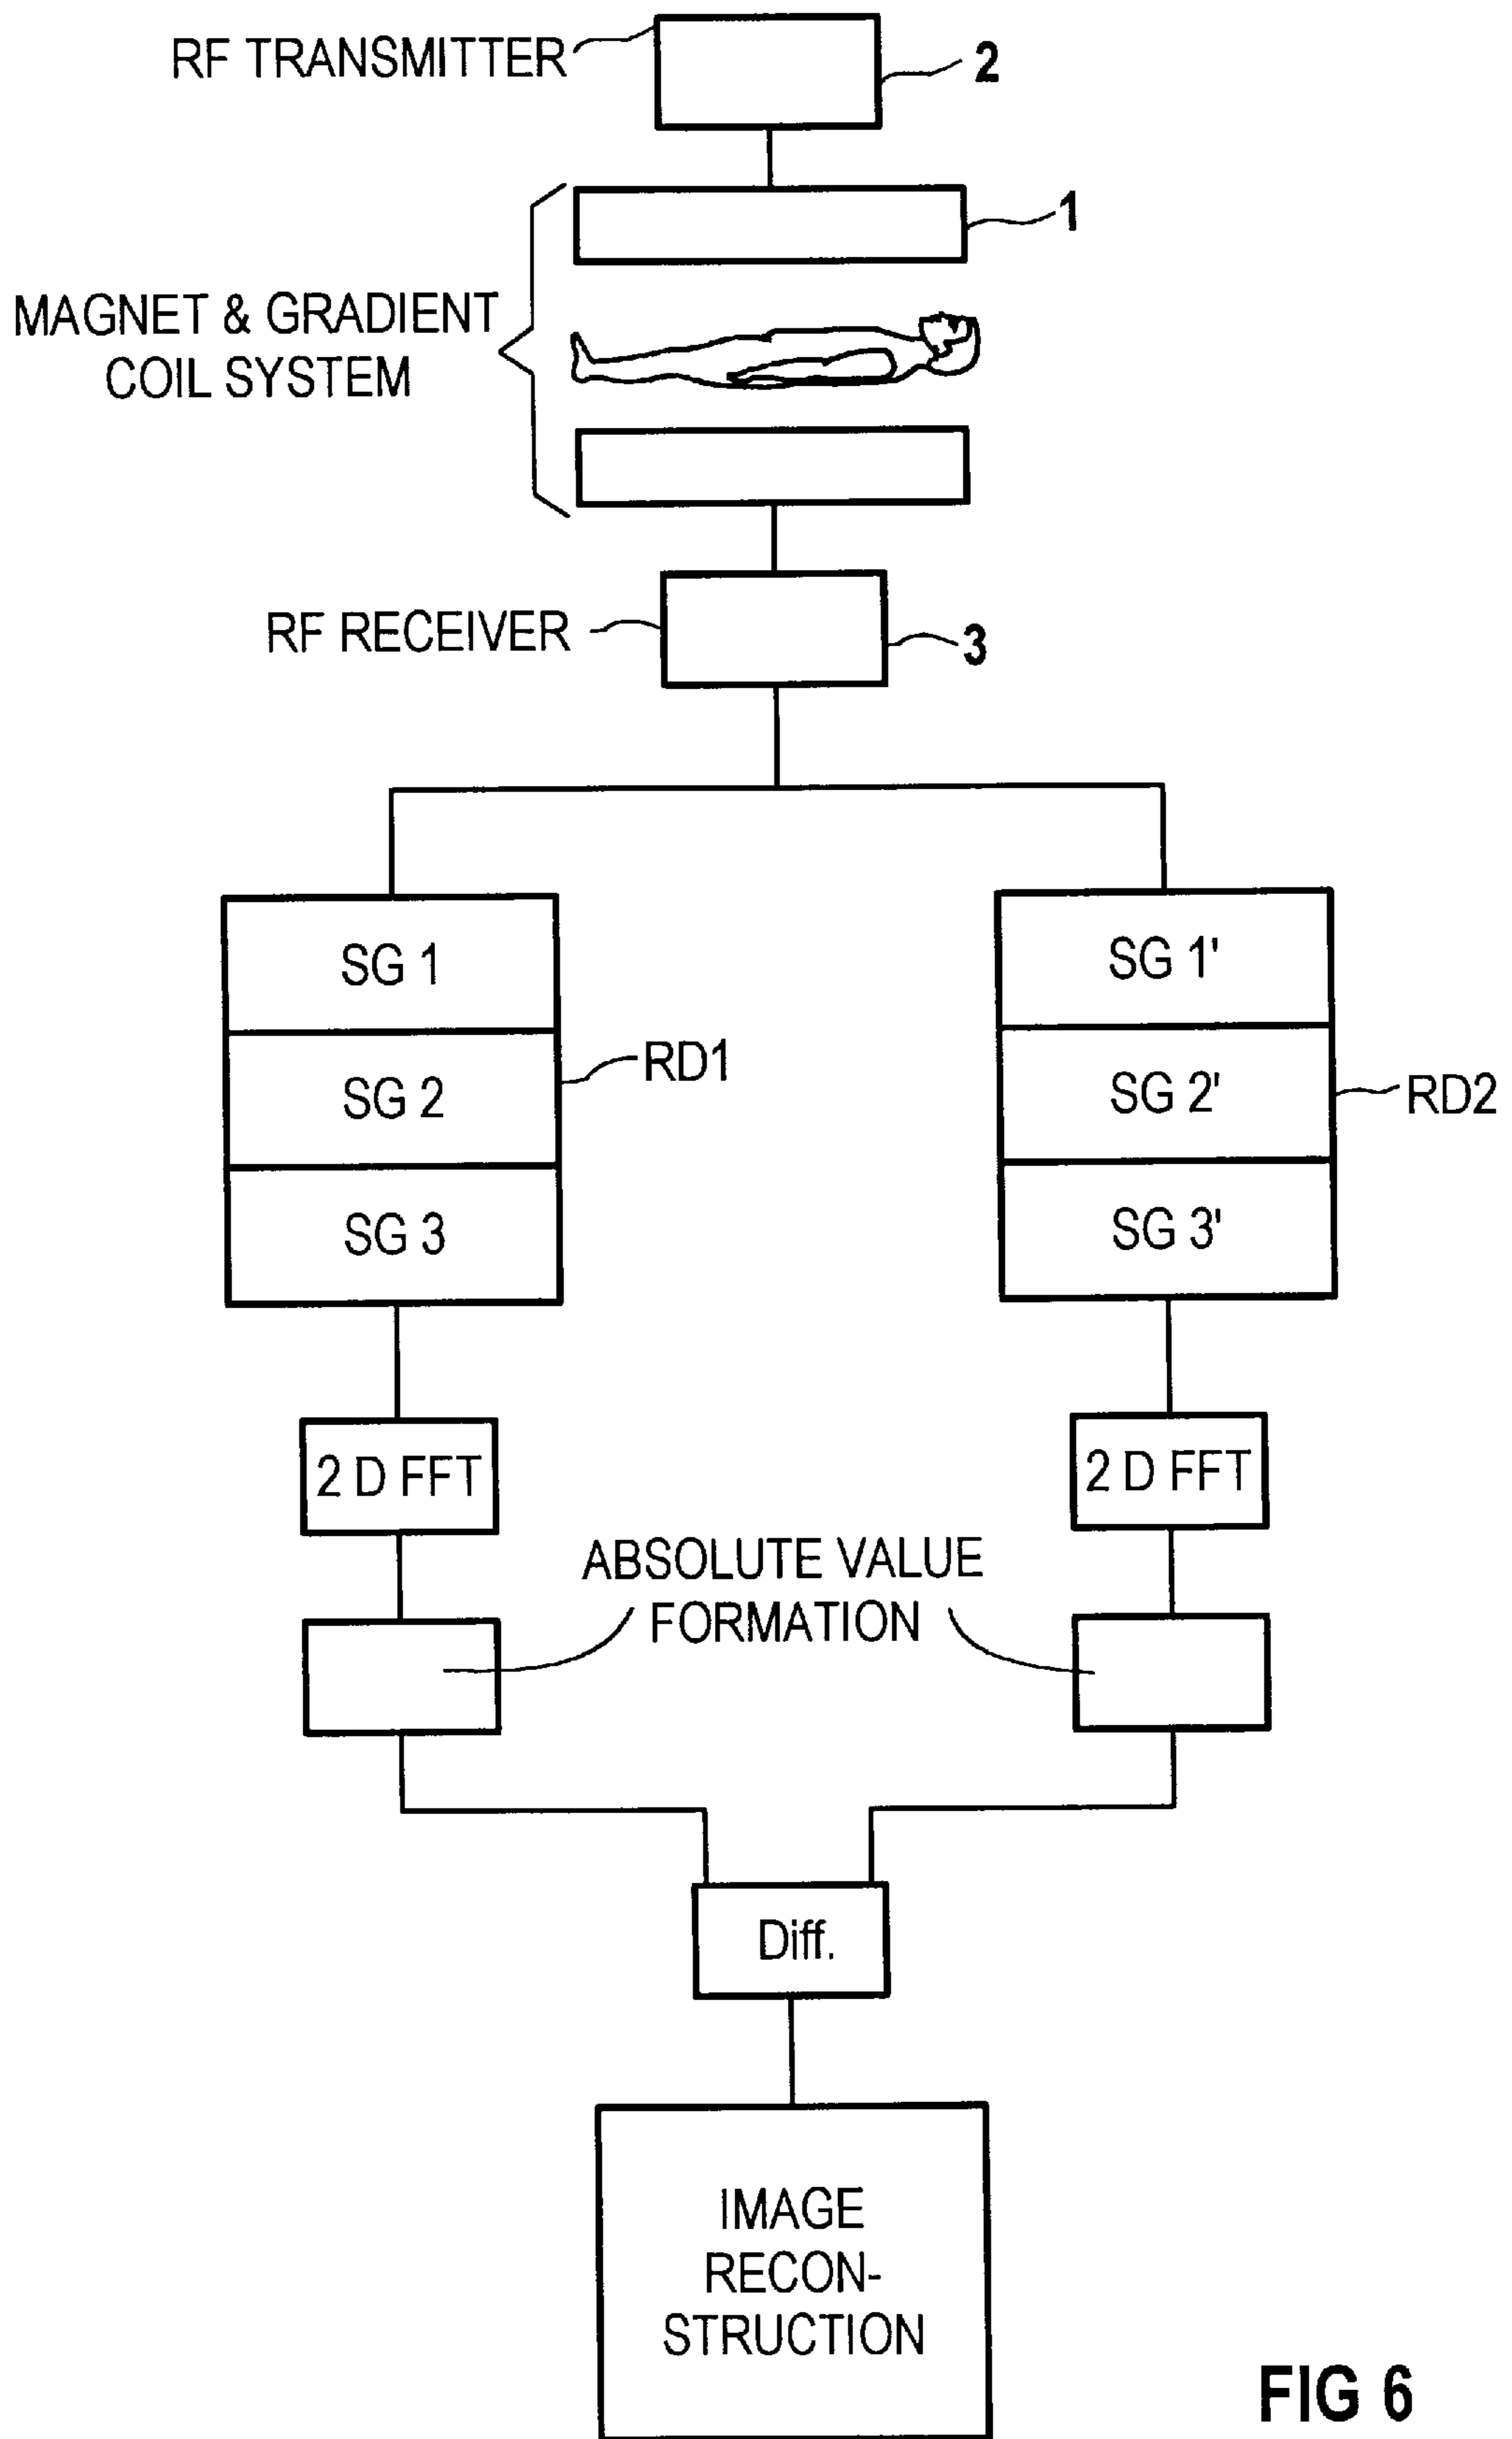 RF TRANSMITTER
2
1
MAGNET & GRADIENT
COIL SYSTEM
RF RECEIVER
3
SG 1
SG 2
SG 3
RD1
SG 1'
SG 2'
SG 3'
RD2
2 D FFT
2 D FFT
ABSOLUTE VALUE
FORMATION
Diff.
IMAGE
RECON-
STRUCTION
FIG 6